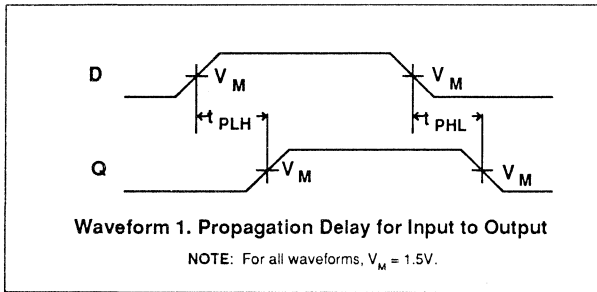 D
V M
V M
t PLH
t PHL
Q
V M
V M
Waveform 1. Propagation Delay for Input to Output
NOTE: For all waveforms, V M = 1.5V.